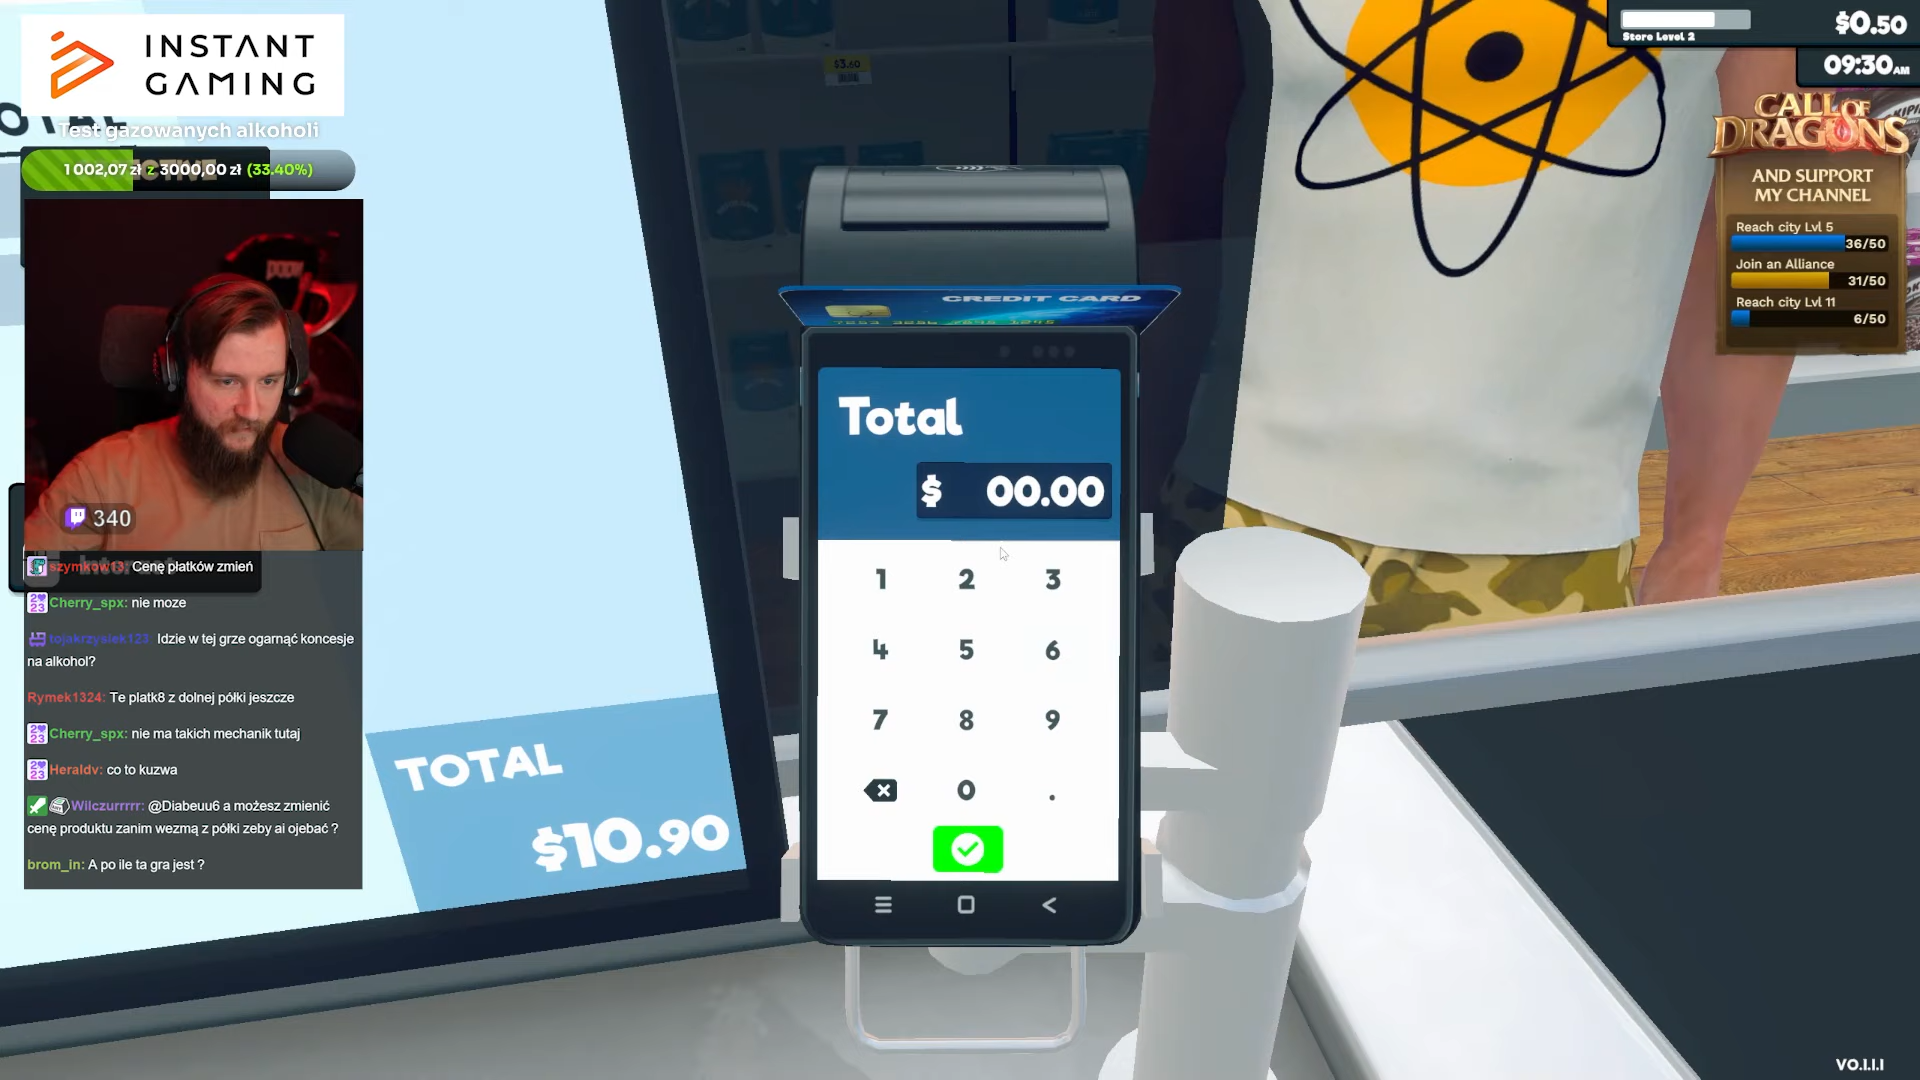 INSTANT
GAMING
Test gazowanych alkoholi
1 002,07 zł z 3000,00 zł (33.40%)
340
szymkow13: Cenę płatków zmień
Cherry_spx: nie moze
tojakrzysiek123: Idzie w tej grze ogarnąć koncesje
na alkohol?
Rymek1324: Te platk8 z dolnej półki jeszcze
Cherry_spx: nie ma takich mechanik tutaj
Heraldv: co to kuzwa
Wilczurrrrr: @Diabeuu6 a możesz zmienić
cenę produktu zanim wezmą z półki zeby ai ojebać ?
brom_in: A po ile ta gra jest ?
TOTAL
$10.90
$3.60
CREDIT CARD
Total
$ 00.00
1 2 3
4 5 6
7 8 9
0 .
Store Level 2
$0.50
09:30AM
CALL OF
DRAGONS
AND SUPPORT
MY CHANNEL
Reach city Lvl 5
36/50
Join an Alliance
31/50
Reach city Lvl 11
6/50
V0.1.1.1